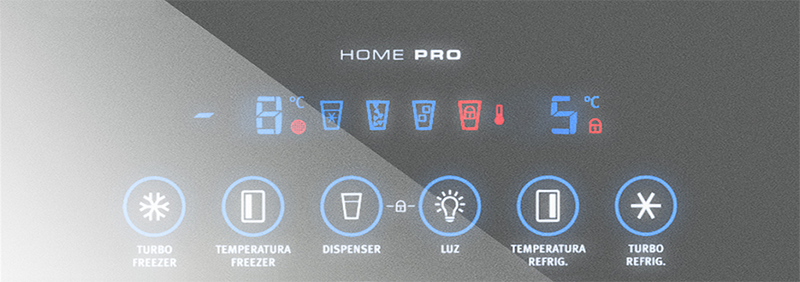 HOME PRO
- 8 °C 5 °C
TURBO FREEZER
TEMPERATURA FREEZER
DISPENSER
LUZ
TEMPERATURA REFRIG.
TURBO REFRIG.